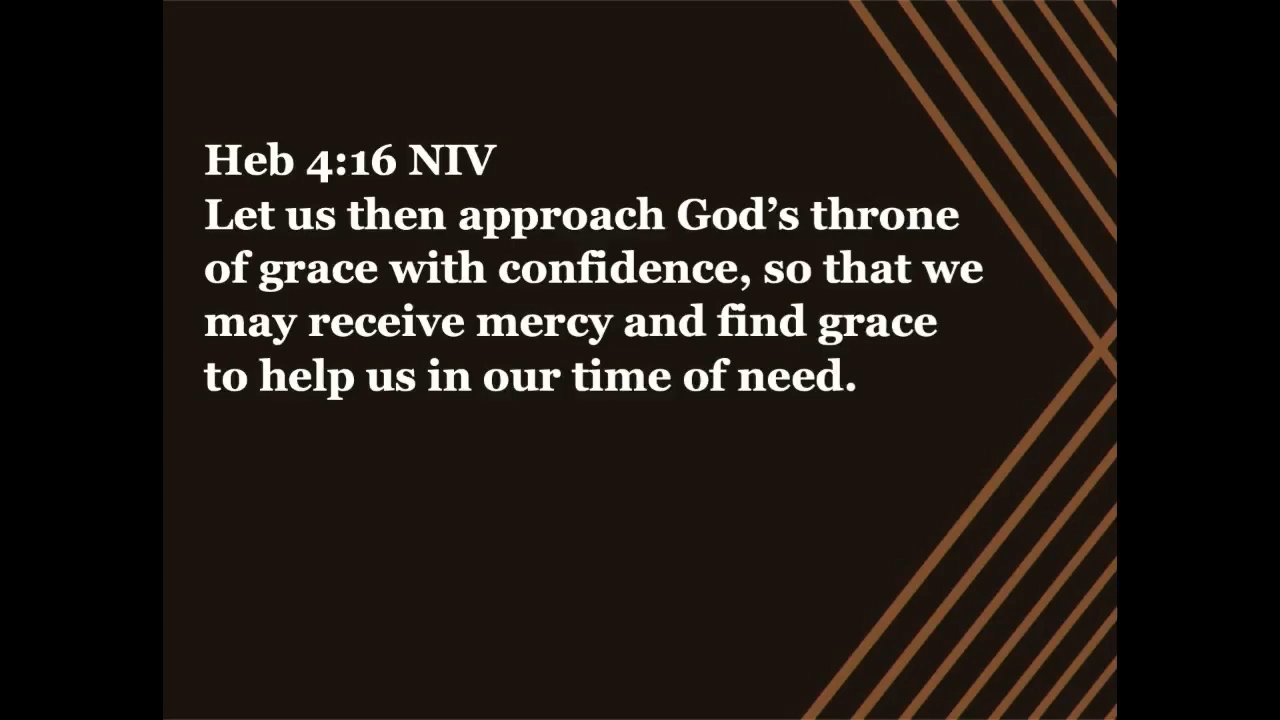 Heb 4:16 NIV
Let us then approach God’s throne
of grace with confidence, so that we
may receive mercy and find grace
to help us in our time of need.